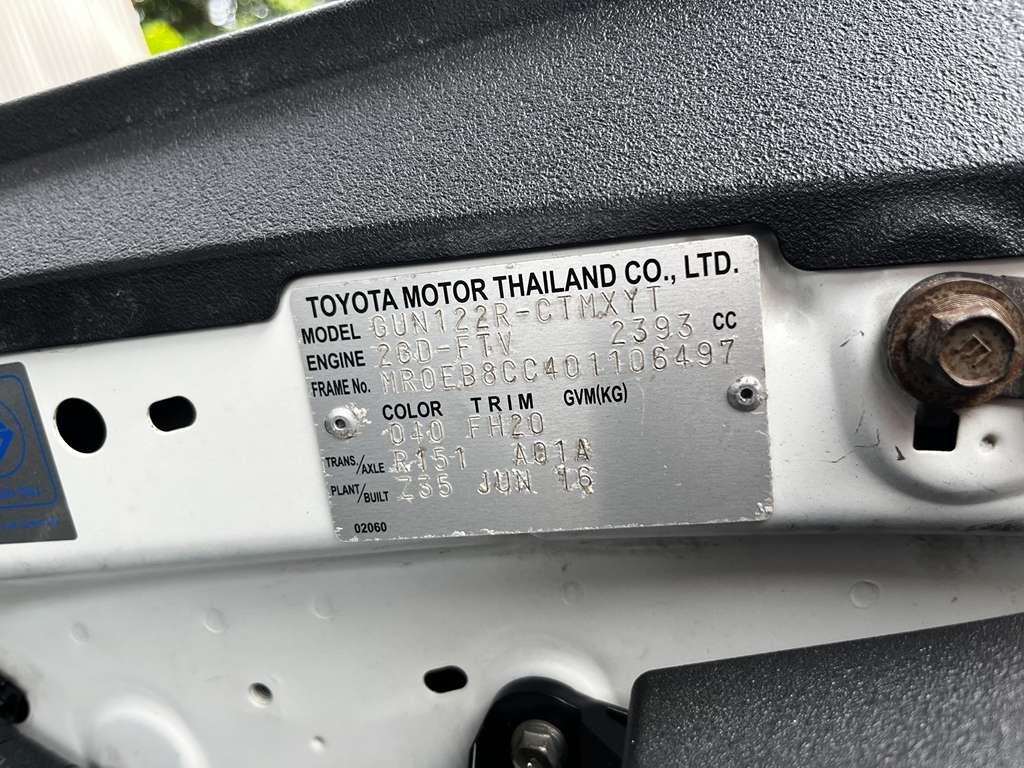 TOYOTA MOTOR THAILAND CO., LTD.
MODEL GUN122R-CTMXYT
ENGINE 2GD-FTV 2393 CC
FRAME No. MR0EB8CC401106497
COLOR TRIM GVM(KG)
040 FH20
TRANS/AXLE R151 A01A
PLANT/BUILT Z35 JUN 16
02060